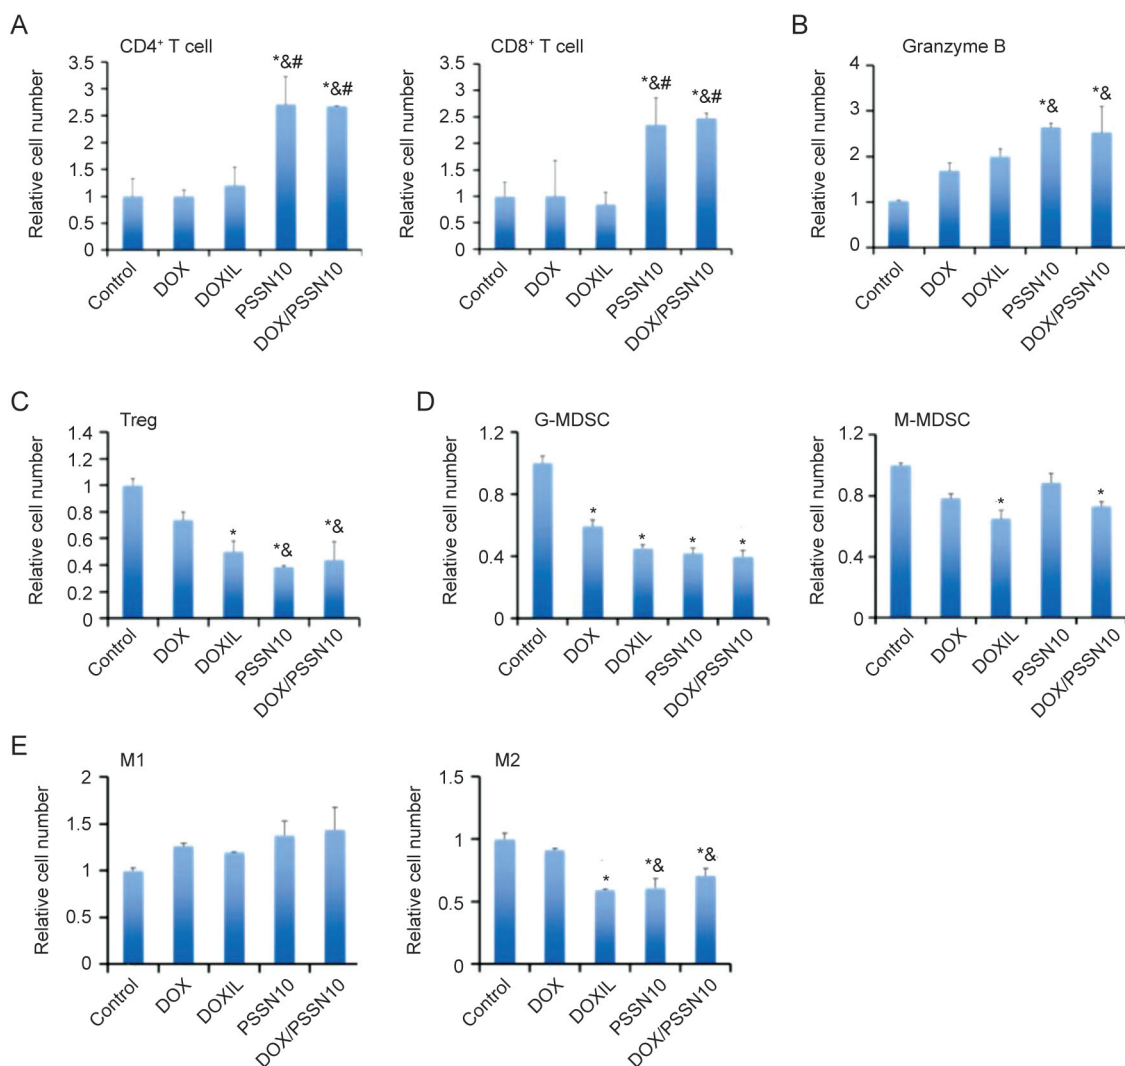 A
CD4⁺ T cell
Relative cell number
3.5
3
2.5
2
1.5
1
0.5
0
*&#
*&#
Control
DOX
DOXIL
PSSN10
DOX/PSSN10
CD8⁺ T cell
Relative cell number
3.5
3
2.5
2
1.5
1
0.5
0
*&#
*&#
Control
DOX
DOXIL
PSSN10
DOX/PSSN10
B
Granzyme B
Relative cell number
4
3
2
1
0
*&
*&
Control
DOX
DOXIL
PSSN10
DOX/PSSN10
C
Treg
Relative cell number
1.4
1.2
1
0.8
0.6
0.4
0.2
0
*
*&
*&
Control
DOX
DOXIL
PSSN10
DOX/PSSN10
D
G-MDSC
Relative cell number
1.2
0.8
0.4
0
*
*
*
*
Control
DOX
DOXIL
PSSN10
DOX/PSSN10
M-MDSC
Relative cell number
1.2
0.8
0.4
0
*
*
Control
DOX
DOXIL
PSSN10
DOX/PSSN10
E
M1
Relative cell number
2
1.5
1
0.5
0
Control
DOX
DOXIL
PSSN10
DOX/PSSN10
M2
Relative cell number
1.5
1
0.5
0
*
*&
*&
Control
DOX
DOXIL
PSSN10
DOX/PSSN10